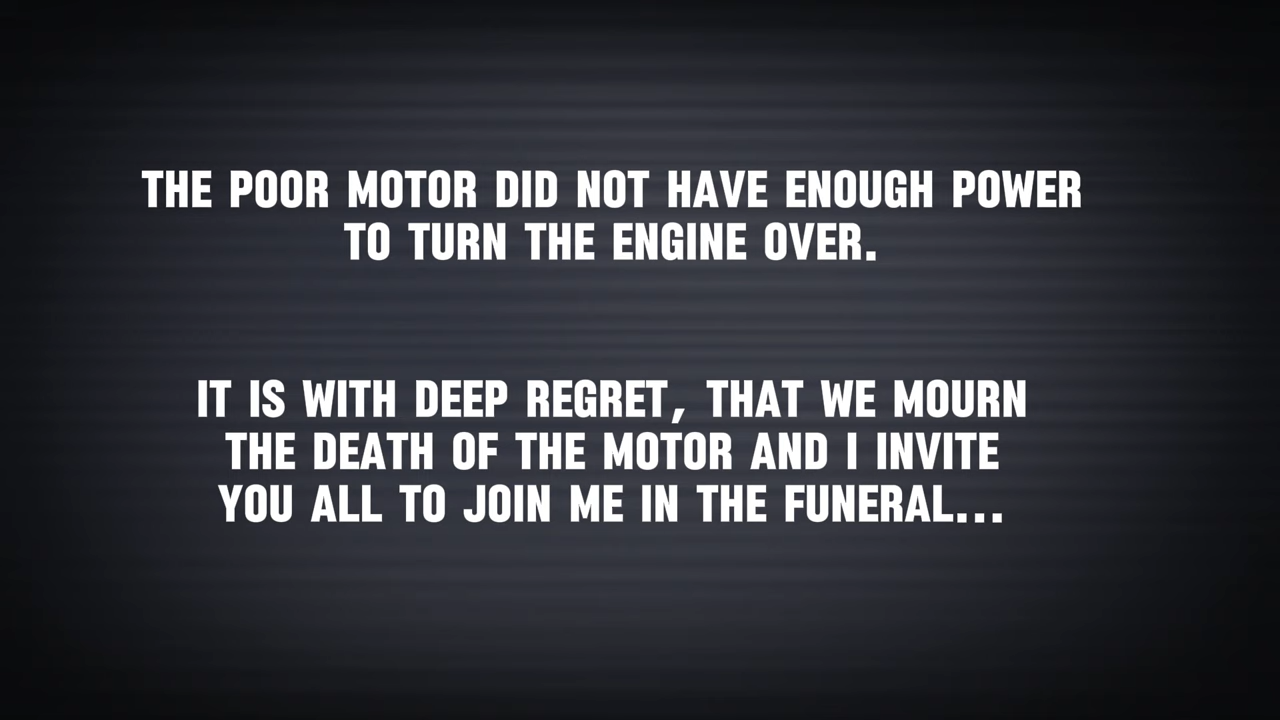 THE POOR MOTOR DID NOT HAVE ENOUGH POWER
TO TURN THE ENGINE OVER.
IT IS WITH DEEP REGRET, THAT WE MOURN
THE DEATH OF THE MOTOR AND I INVITE
YOU ALL TO JOIN ME IN THE FUNERAL...